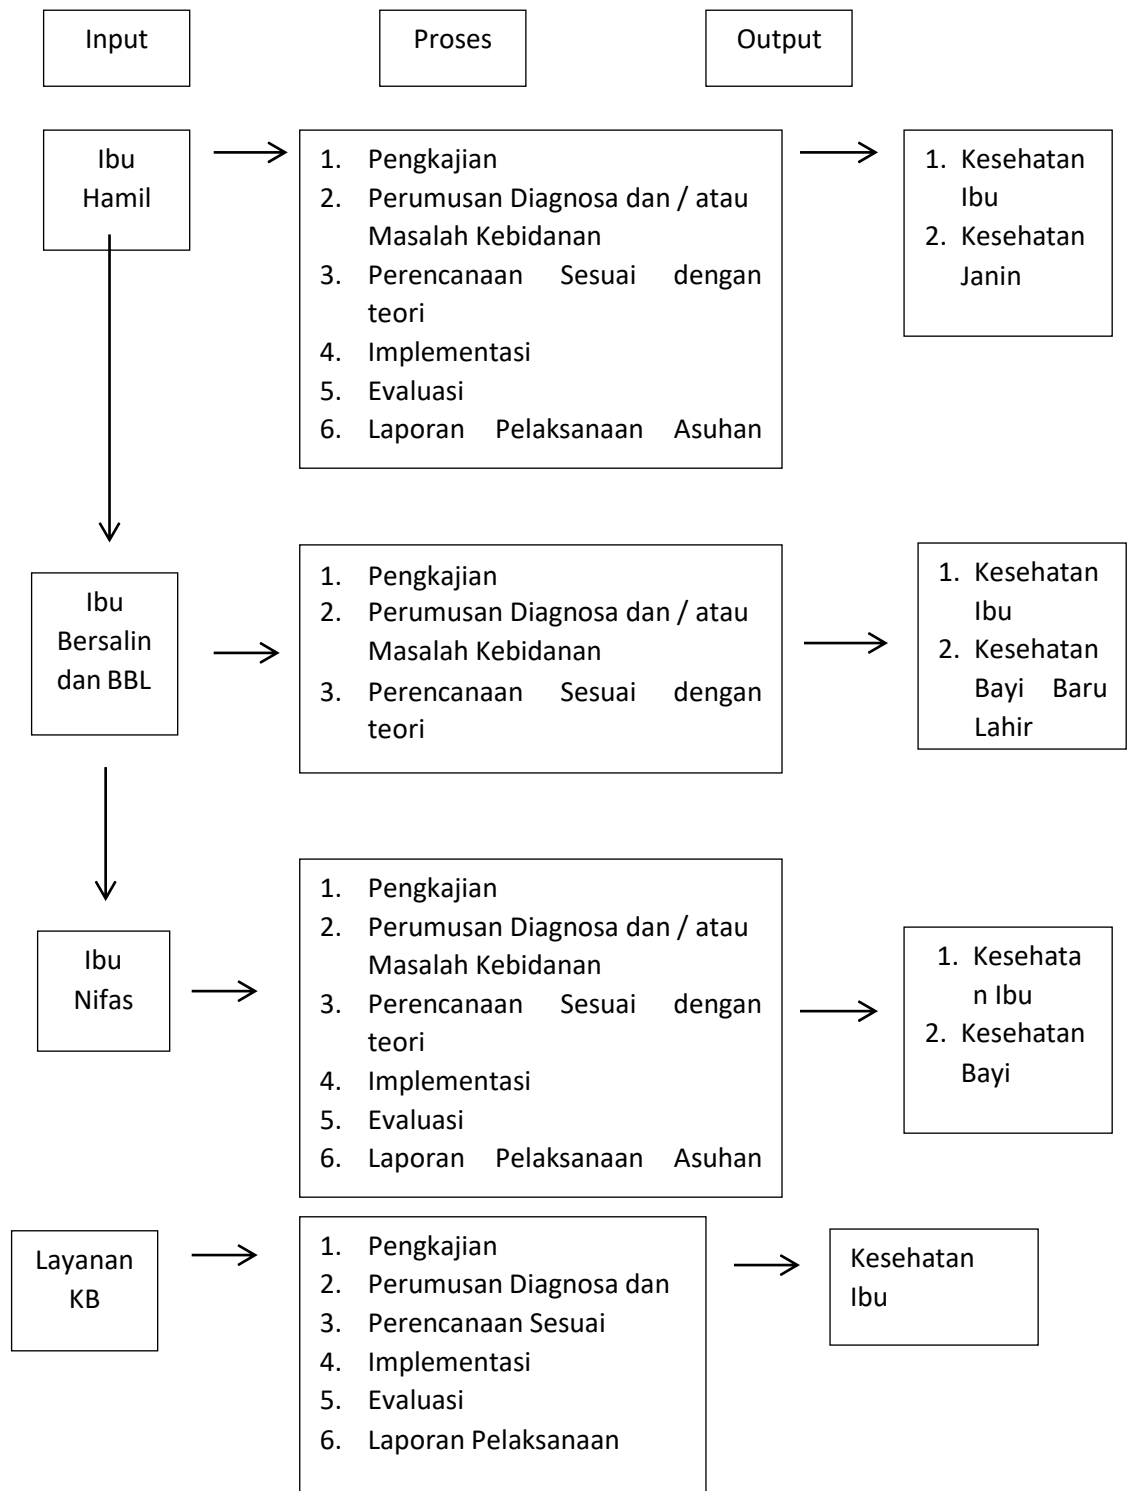 Input
Proses
Output
Ibu
Hamil
1. Pengkajian
2. Perumusan Diagnosa dan / atau
Masalah Kebidanan
3. Perencanaan Sesuai dengan
teori
4. Implementasi
5. Evaluasi
6. Laporan Pelaksanaan Asuhan
1. Kesehatan
Ibu
2. Kesehatan
Janin
Ibu
Bersalin
dan BBL
1. Pengkajian
2. Perumusan Diagnosa dan / atau
Masalah Kebidanan
3. Perencanaan Sesuai dengan
teori
1. Kesehatan
Ibu
2. Kesehatan
Bayi Baru
Lahir
Ibu
Nifas
1. Pengkajian
2. Perumusan Diagnosa dan / atau
Masalah Kebidanan
3. Perencanaan Sesuai dengan
teori
4. Implementasi
5. Evaluasi
6. Laporan Pelaksanaan Asuhan
1. Kesehata
n Ibu
2. Kesehatan
Bayi
Layanan
KB
1. Pengkajian
2. Perumusan Diagnosa dan
3. Perencanaan Sesuai
4. Implementasi
5. Evaluasi
6. Laporan Pelaksanaan
Kesehatan
Ibu